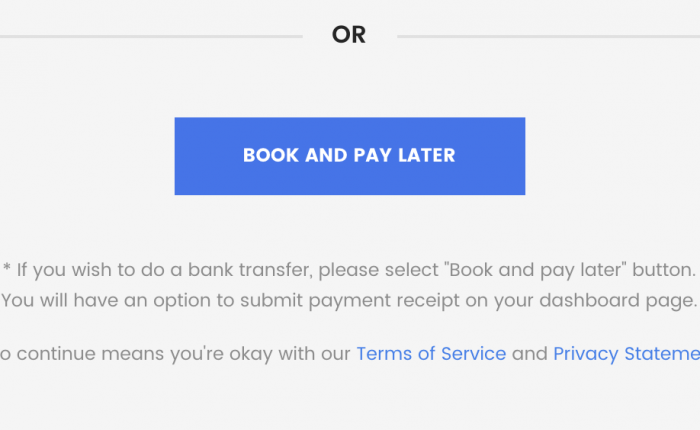 OR
BOOK AND PAY LATER
* If you wish to do a bank transfer, please select "Book and pay later" button.
You will have an option to submit payment receipt on your dashboard page.
o continue means you're okay with our Terms of Service and Privacy Stateme